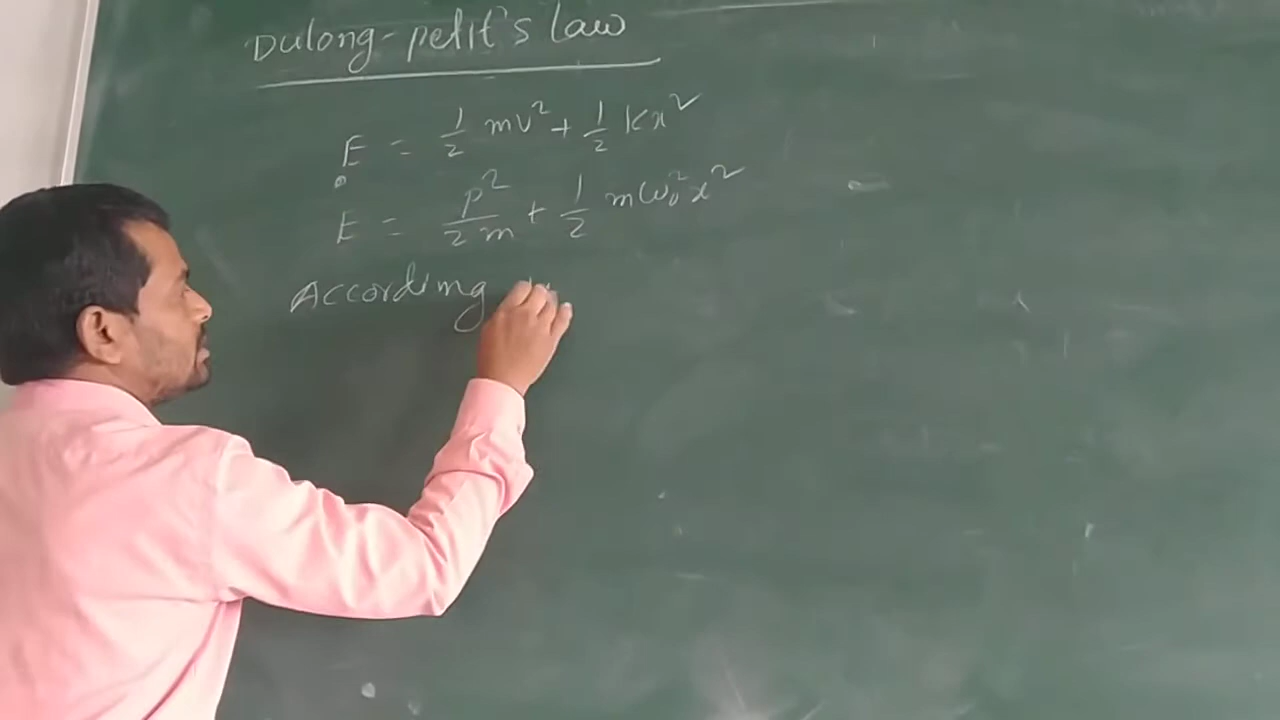 Dulong-petit's law
E = 1/2 mv² + 1/2 kx²
E = p²/2m + 1/2 mω₀²x²
According